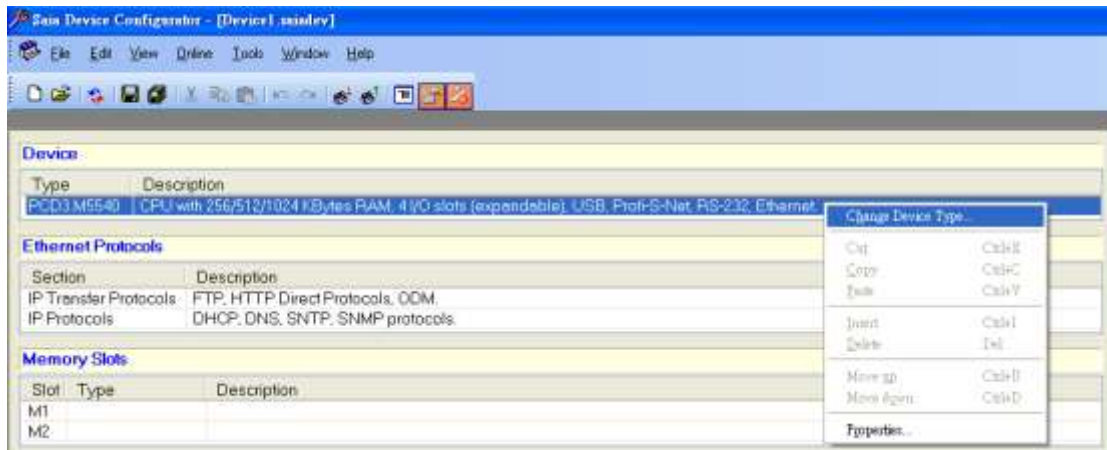 Saia Device Configurator - [Device1.saiadev]
File Edit View Online Tools Window Help
Device
Type Description
PCD3.M5540 CPU with 256/512/1024 KBytes RAM, 4 I/O slots (expandable), USB, Profi-S-Net, RS-232, Ethernet.
Change Device Type...
Cut Ctrl+X
Copy Ctrl+C
Paste Ctrl+V
Insert Ctrl+I
Delete Del
Move up Ctrl+U
Move down Ctrl+D
Properties...
Ethernet Protocols
Section Description
IP Transfer Protocols FTP, HTTP Direct Protocols, ODM.
IP Protocols DHCP, DNS, SNTP, SNMP protocols.
Memory Slots
Slot Type Description
M1
M2